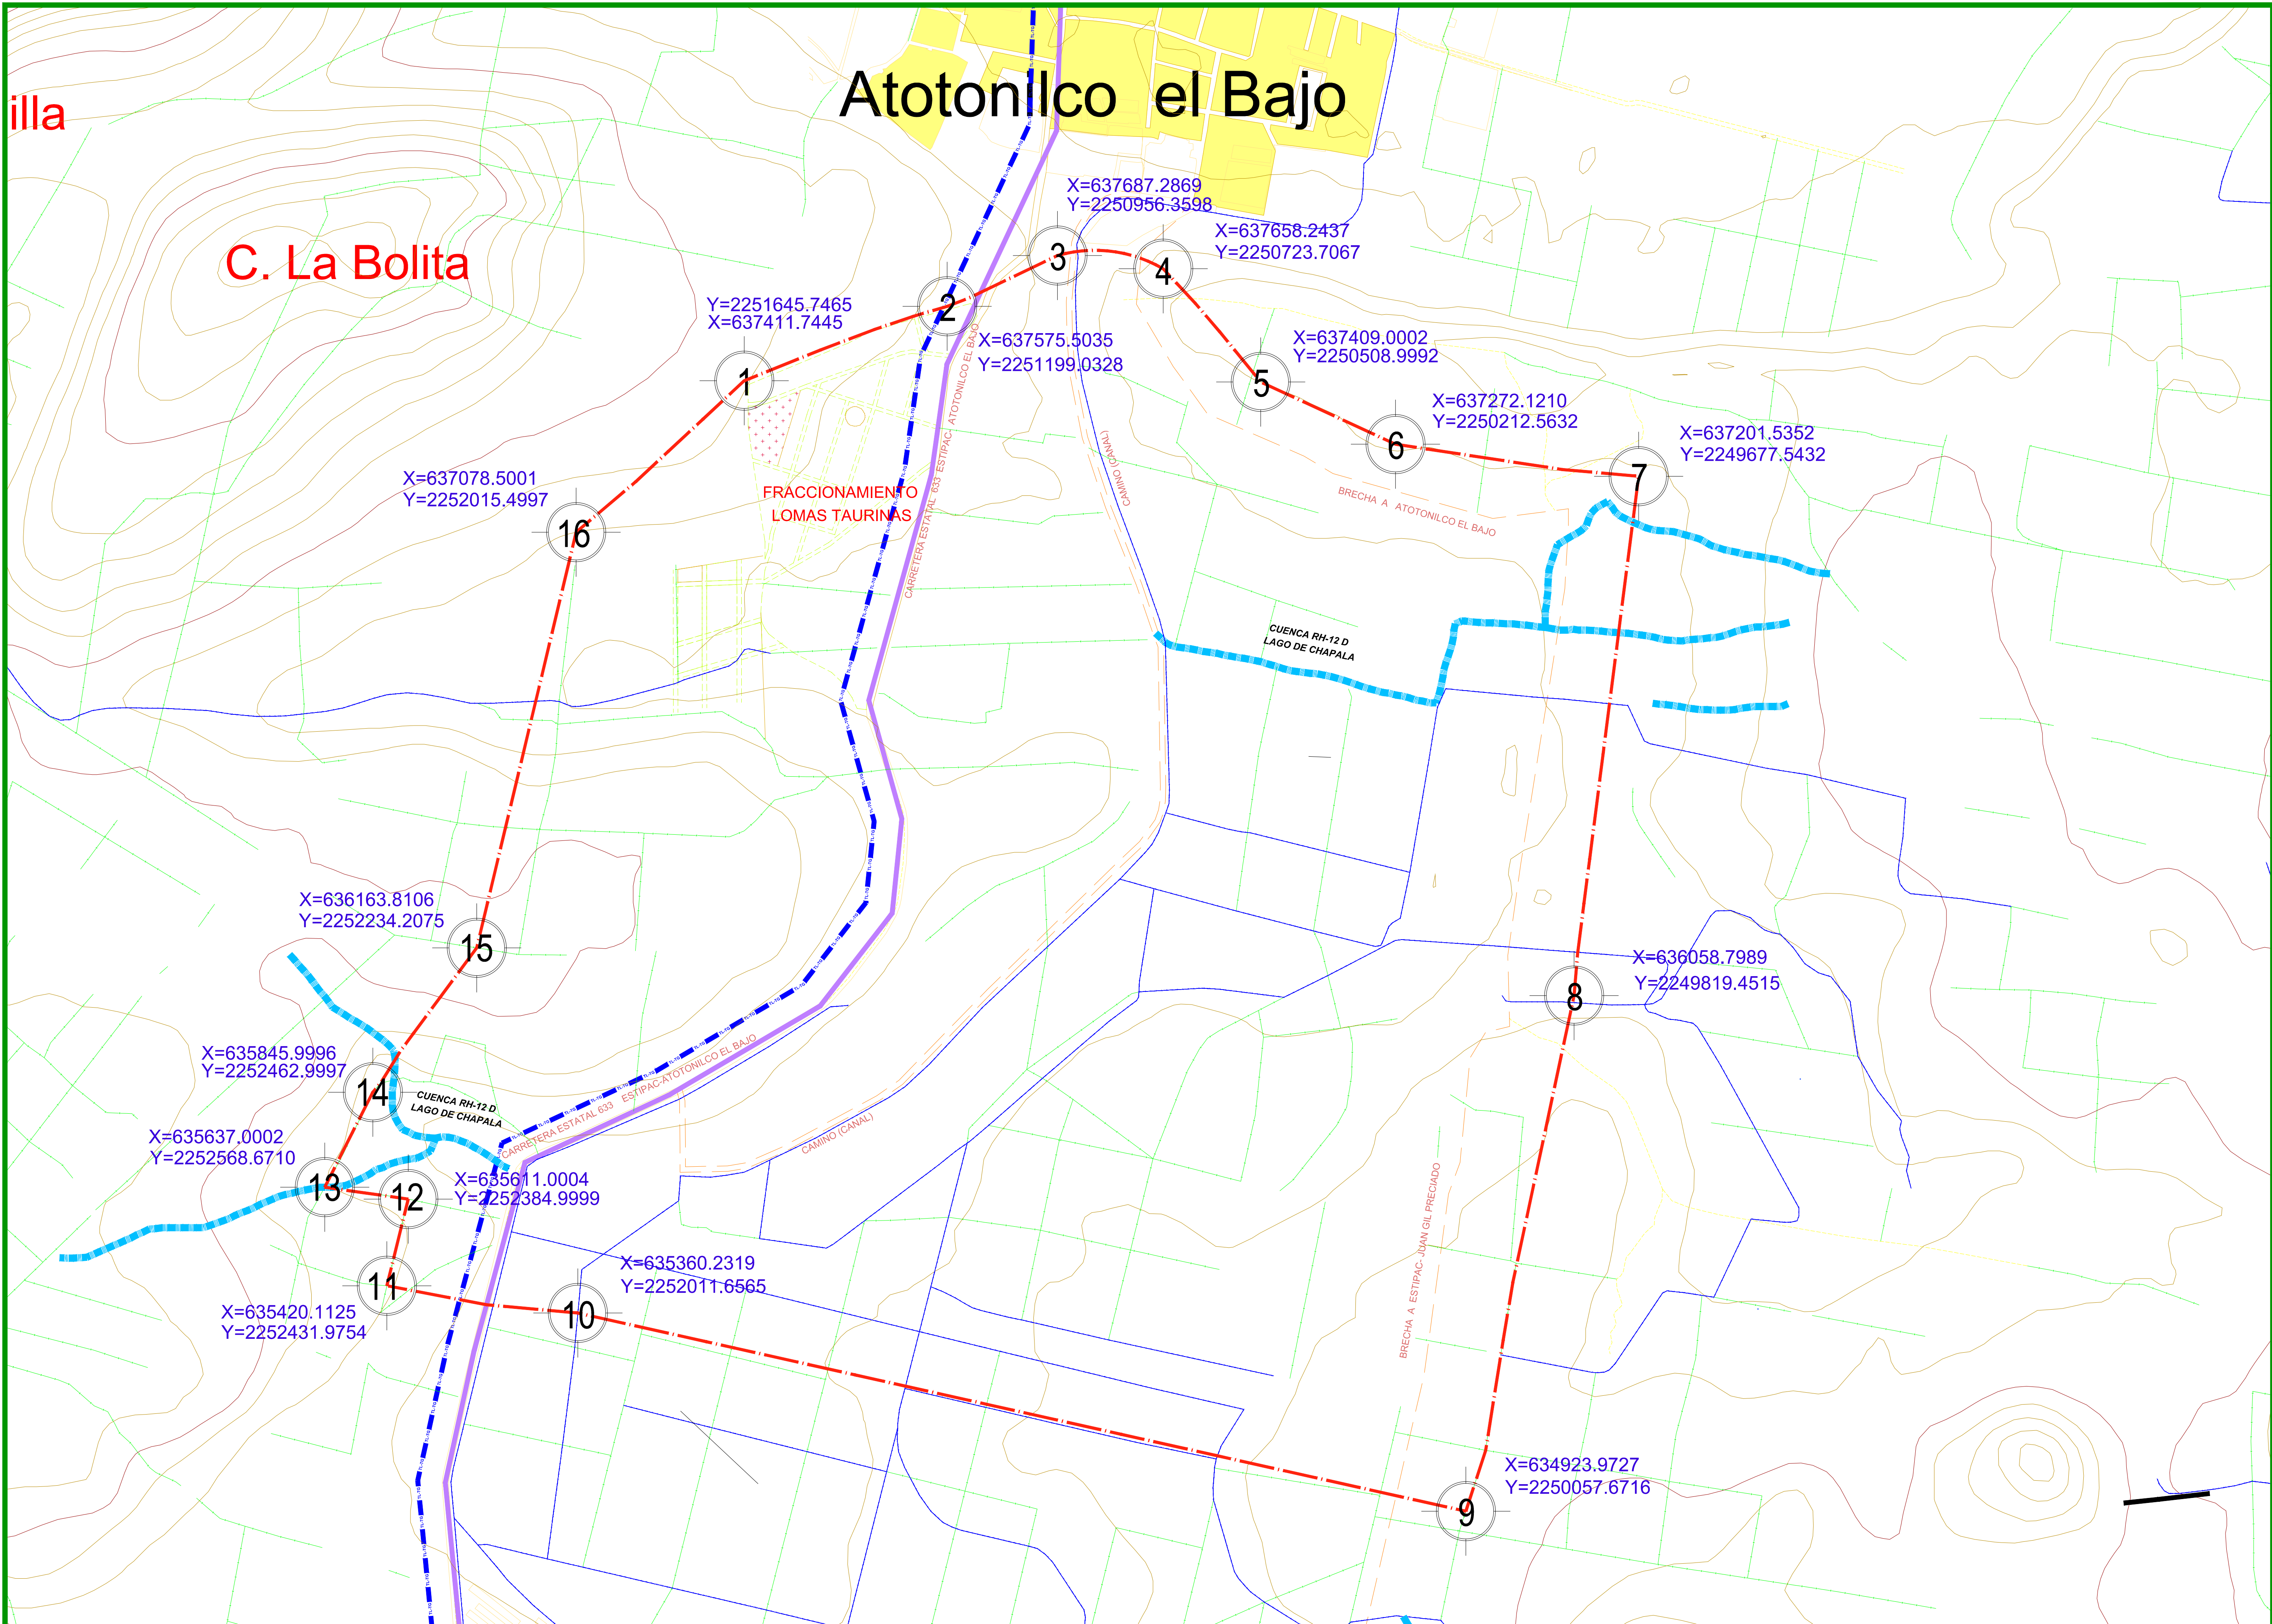 Atotonilco el Bajo
illa
C. La Bolita
X=637687.2869
Y=2250956.3598
X=637658.2437
Y=2250723.7067
3
4
Y=2251645.7465
X=637411.7445
2
X=637575.5035
Y=2251199.0328
X=637409.0002
Y=2250508.9992
1
5
X=637272.1210
Y=2250212.5632
6
X=637201.5352
Y=2249677.5432
7
X=637078.5001
Y=2252015.4997
16
FRACCIONAMIENTO
LOMAS TAURINAS
CARRETERA ESTATAL 633 ESTIPAC- ATOTONILCO EL BAJO
CAMINO (CANAL)
BRECHA A ATOTONILCO EL BAJO
CUENCA RH-12 D
LAGO DE CHAPALA
X=636163.8106
Y=2252234.2075
15
X=636058.7989
Y=2249819.4515
8
X=635845.9996
Y=2252462.9997
14
CUENCA RH-12 D
LAGO DE CHAPALA
CARRETERA ESTATAL 633 ESTIPAC-ATOTONILCO EL BAJO
CAMINO (CANAL)
X=635637.0002
Y=2252568.6710
13
12
X=635611.0004
Y=2252384.9999
BRECHA A ESTIPAC- JUAN GIL PRECIADO
11
X=635420.1125
Y=2252431.9754
10
X=635360.2319
Y=2252011.6565
X=634923.9727
Y=2250057.6716
9